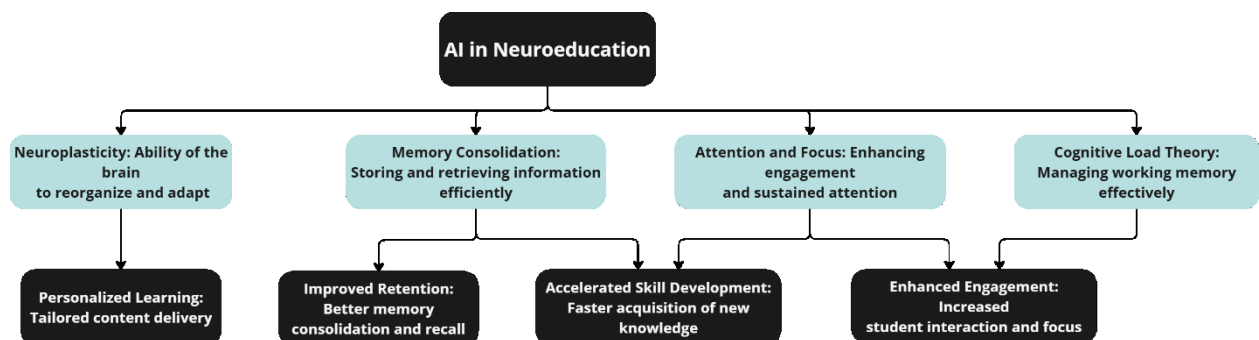 AI in Neuroeducation
Neuroplasticity: Ability of the
brain
to reorganize and adapt
Memory Consolidation:
Storing and retrieving information
efficiently
Attention and Focus: Enhancing
engagement
and sustained attention
Cognitive Load Theory:
Managing working memory
effectively
Personalized Learning:
Tailored content delivery
Improved Retention:
Better memory
consolidation and recall
Accelerated Skill Development:
Faster acquisition of new
knowledge
Enhanced Engagement:
Increased
student interaction and focus